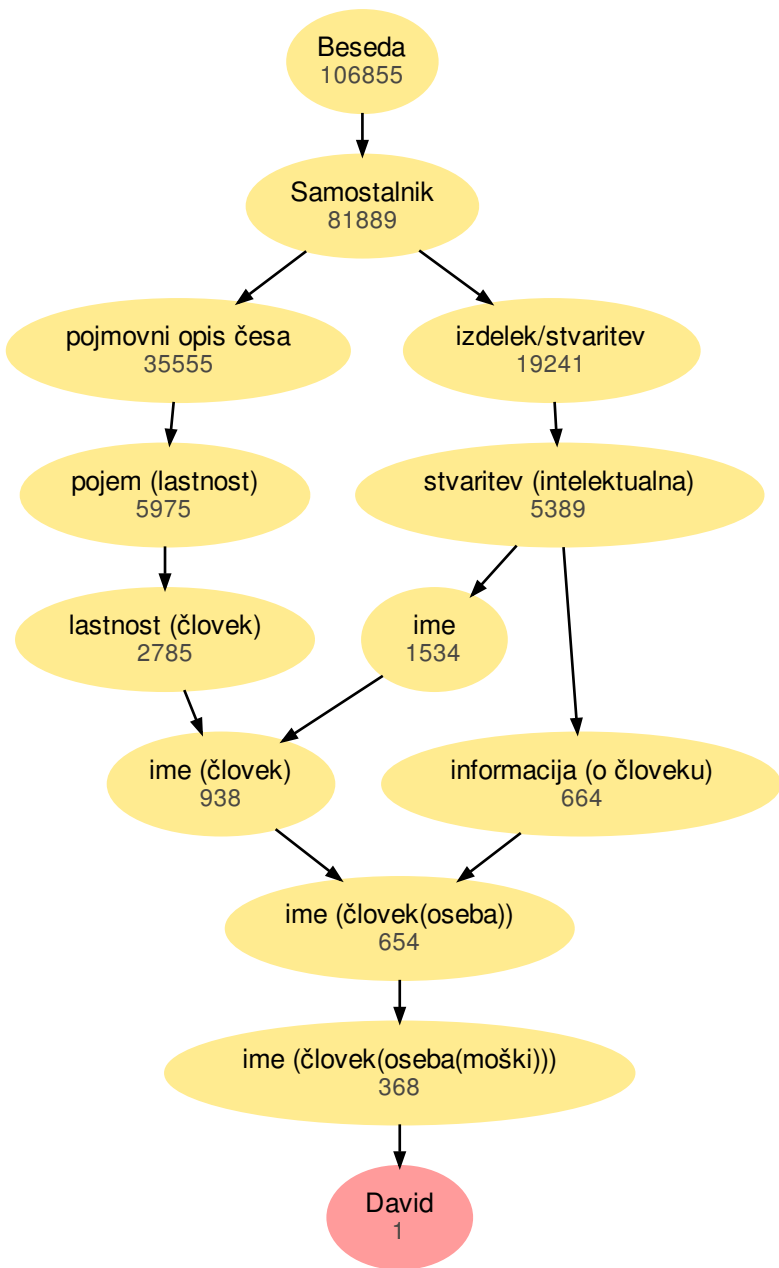 Beseda
106855
Samostalnik
81889
pojmovni opis česa
35555
izdelek/stvaritev
19241
pojem (lastnost)
5975
stvaritev (intelektualna)
5389
lastnost (človek)
2785
ime
1534
ime (človek)
938
informacija (o človeku)
664
ime (človek(oseba))
654
ime (človek(oseba(moški)))
368
David
1